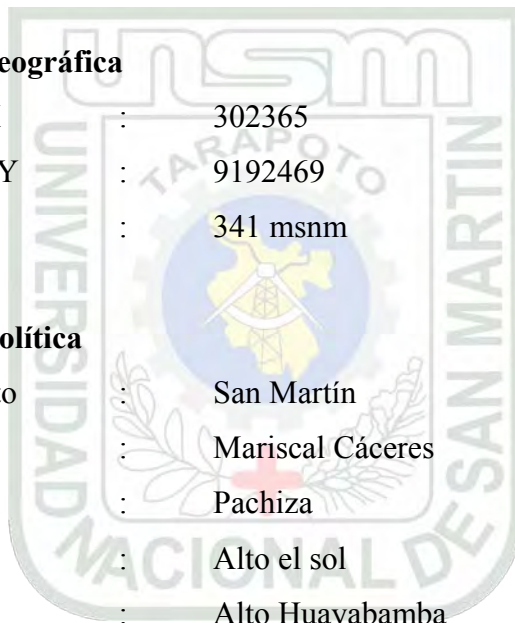 eográfica
: 302365
Y : 9192469
: 341 msnm
olítica
to : San Martín
: Mariscal Cáceres
: Pachiza
: Alto el sol
: Alto Huayabamba
unsm
TARAPOTO
UNIVERSIDAD NACIONAL DE SAN MARTIN